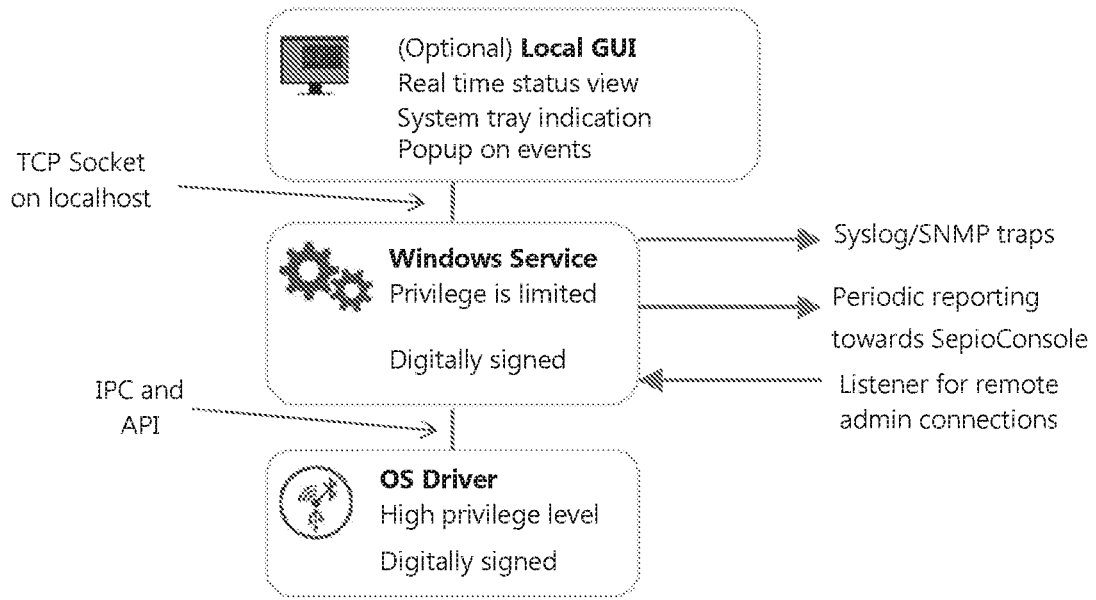 (Optional) Local GUI
Real time status view
System tray indication
Popup on events
TCP Socket
on localhost
Windows Service
Privilege is limited
Digitally signed
Syslog/SNMP traps
Periodic reporting
towards SepioConsole
Listener for remote
admin connections
IPC and
API
OS Driver
High privilege level
Digitally signed